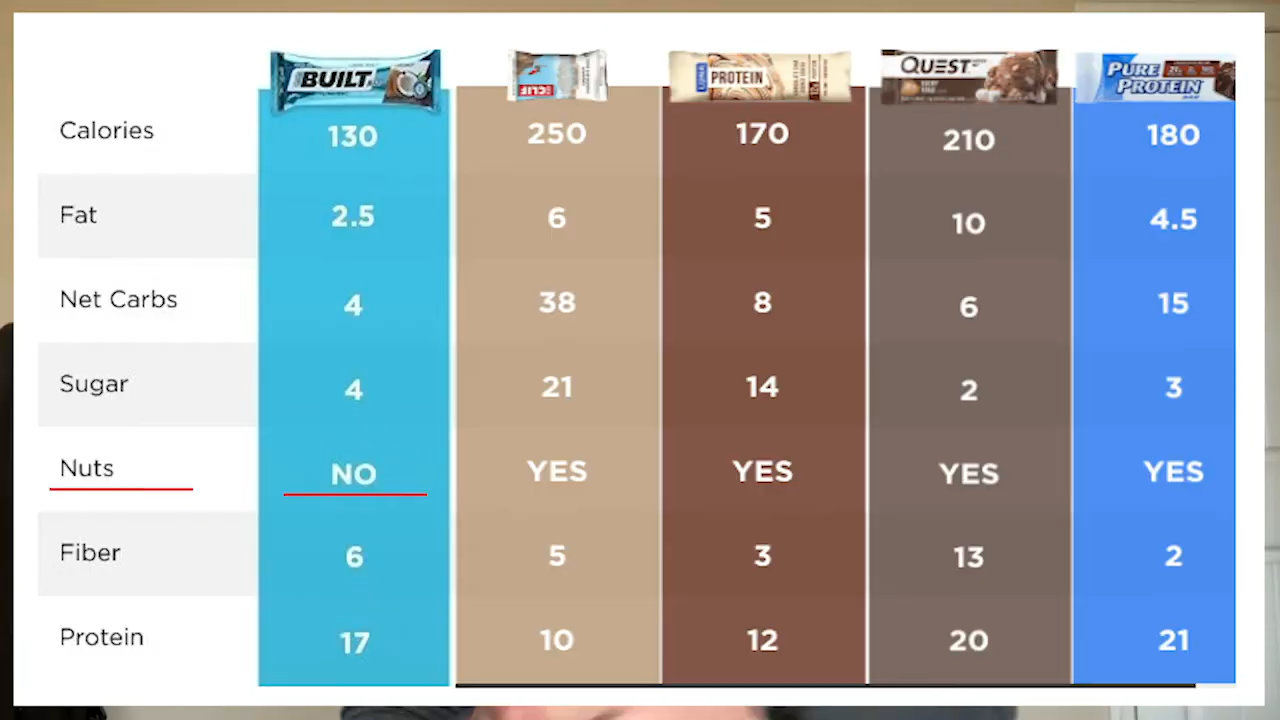 BUILT
CLIF
PROTEIN
QUEST
PURE
PROTEIN
Calories 130 250 170 210 180
Fat 2.5 6 5 10 4.5
Net Carbs 4 38 8 6 15
Sugar 4 21 14 2 3
Nuts NO YES YES YES YES
Fiber 6 5 3 13 2
Protein 17 10 12 20 21